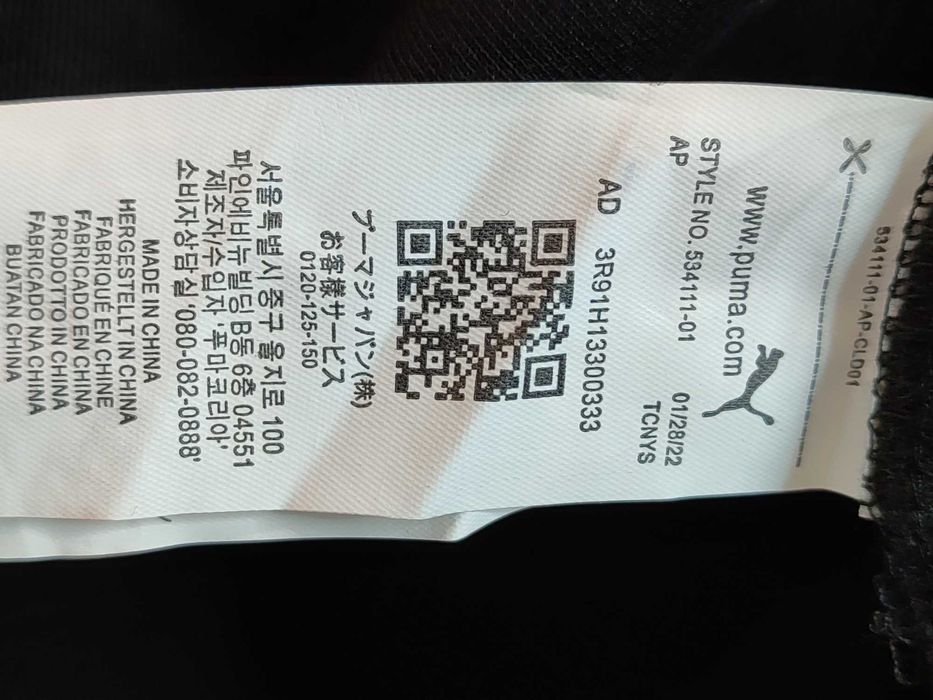 534111-01-AP-CLO01
www.puma.com
STYLE NO. 534111-01 01/28/22
AP TCNYS
AD 3R91H13300333
プーマジャパン(株)
お客様サービス
0120-125-150
서울특별시중구 을지로 100
파인에비뉴빌딩 B동 6층 04551
제조자/수입자 '푸마코리아'
소비자상담실'080-082-0888'
MADE IN CHINA
HERGESTELLT IN CHINA
FABRIQUÉ EN CHINE
FABRICADO EN CHINA
PRODOTTO IN CHINA
FABRICADO NA CHINA
BUATAN CHINA